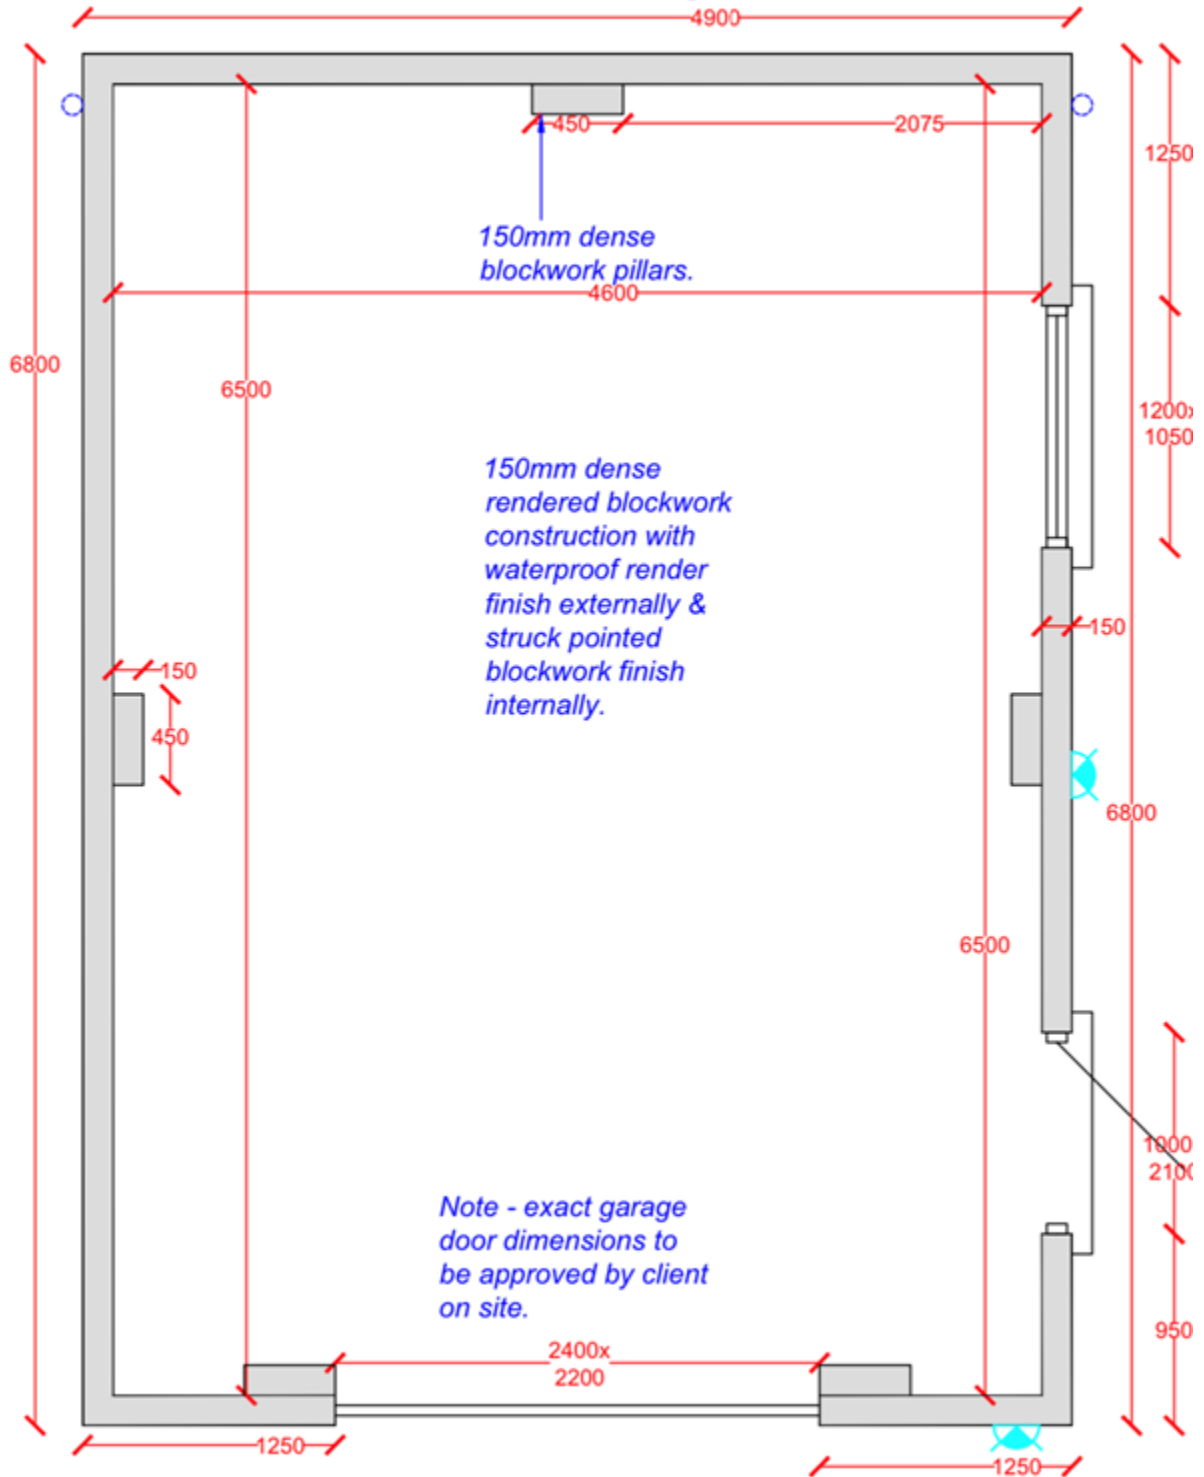 4900
450
2075
1250
150mm dense
blockwork pillars.
4600
6800
6500
1200x
1050
150mm dense
rendered blockwork
construction with
waterproof render
finish externally &
struck pointed
blockwork finish
internally.
150
150
450
6800
6500
1000
2100
Note - exact garage
door dimensions to
be approved by client
on site.
950
2400x
2200
1250
1250